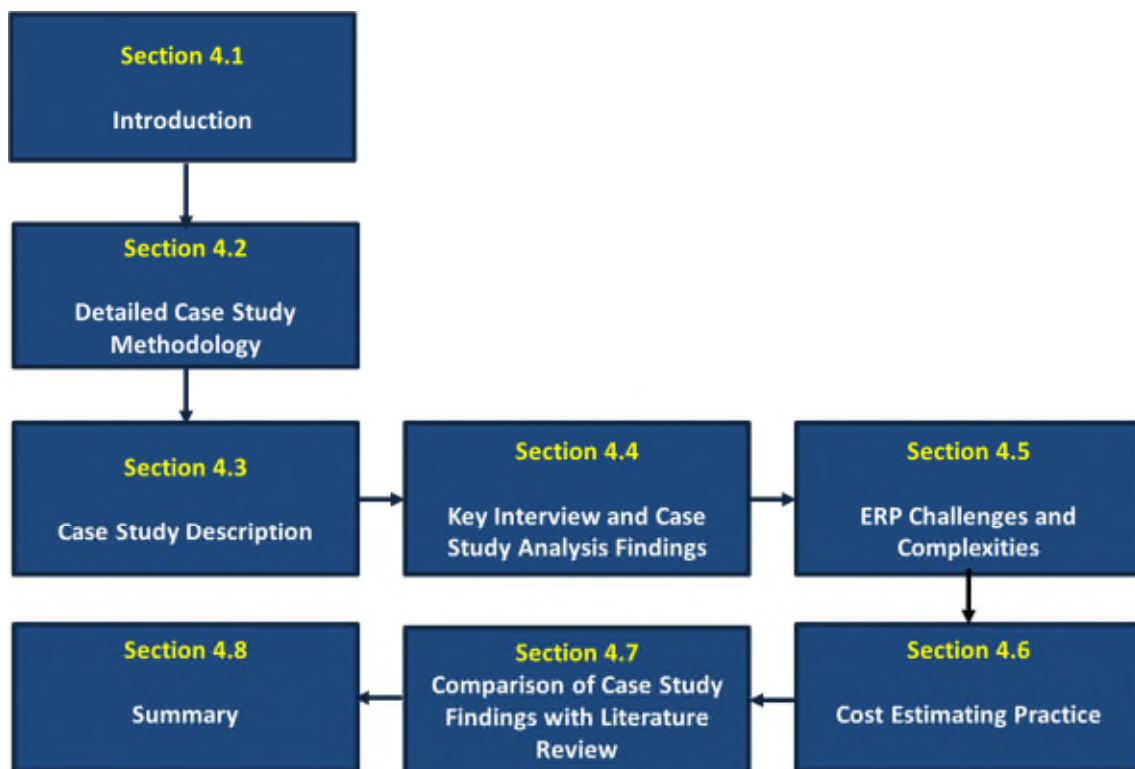 Section 4.1
Introduction
Section 4.2
Detailed Case Study
Methodology
Section 4.3
Case Study Description
Section 4.4
Key Interview and Case
Study Analysis Findings
Section 4.5
ERP Challenges and
Complexities
Section 4.6
Cost Estimating Practice
Section 4.7
Comparison of Case Study
Findings with Literature
Review
Section 4.8
Summary